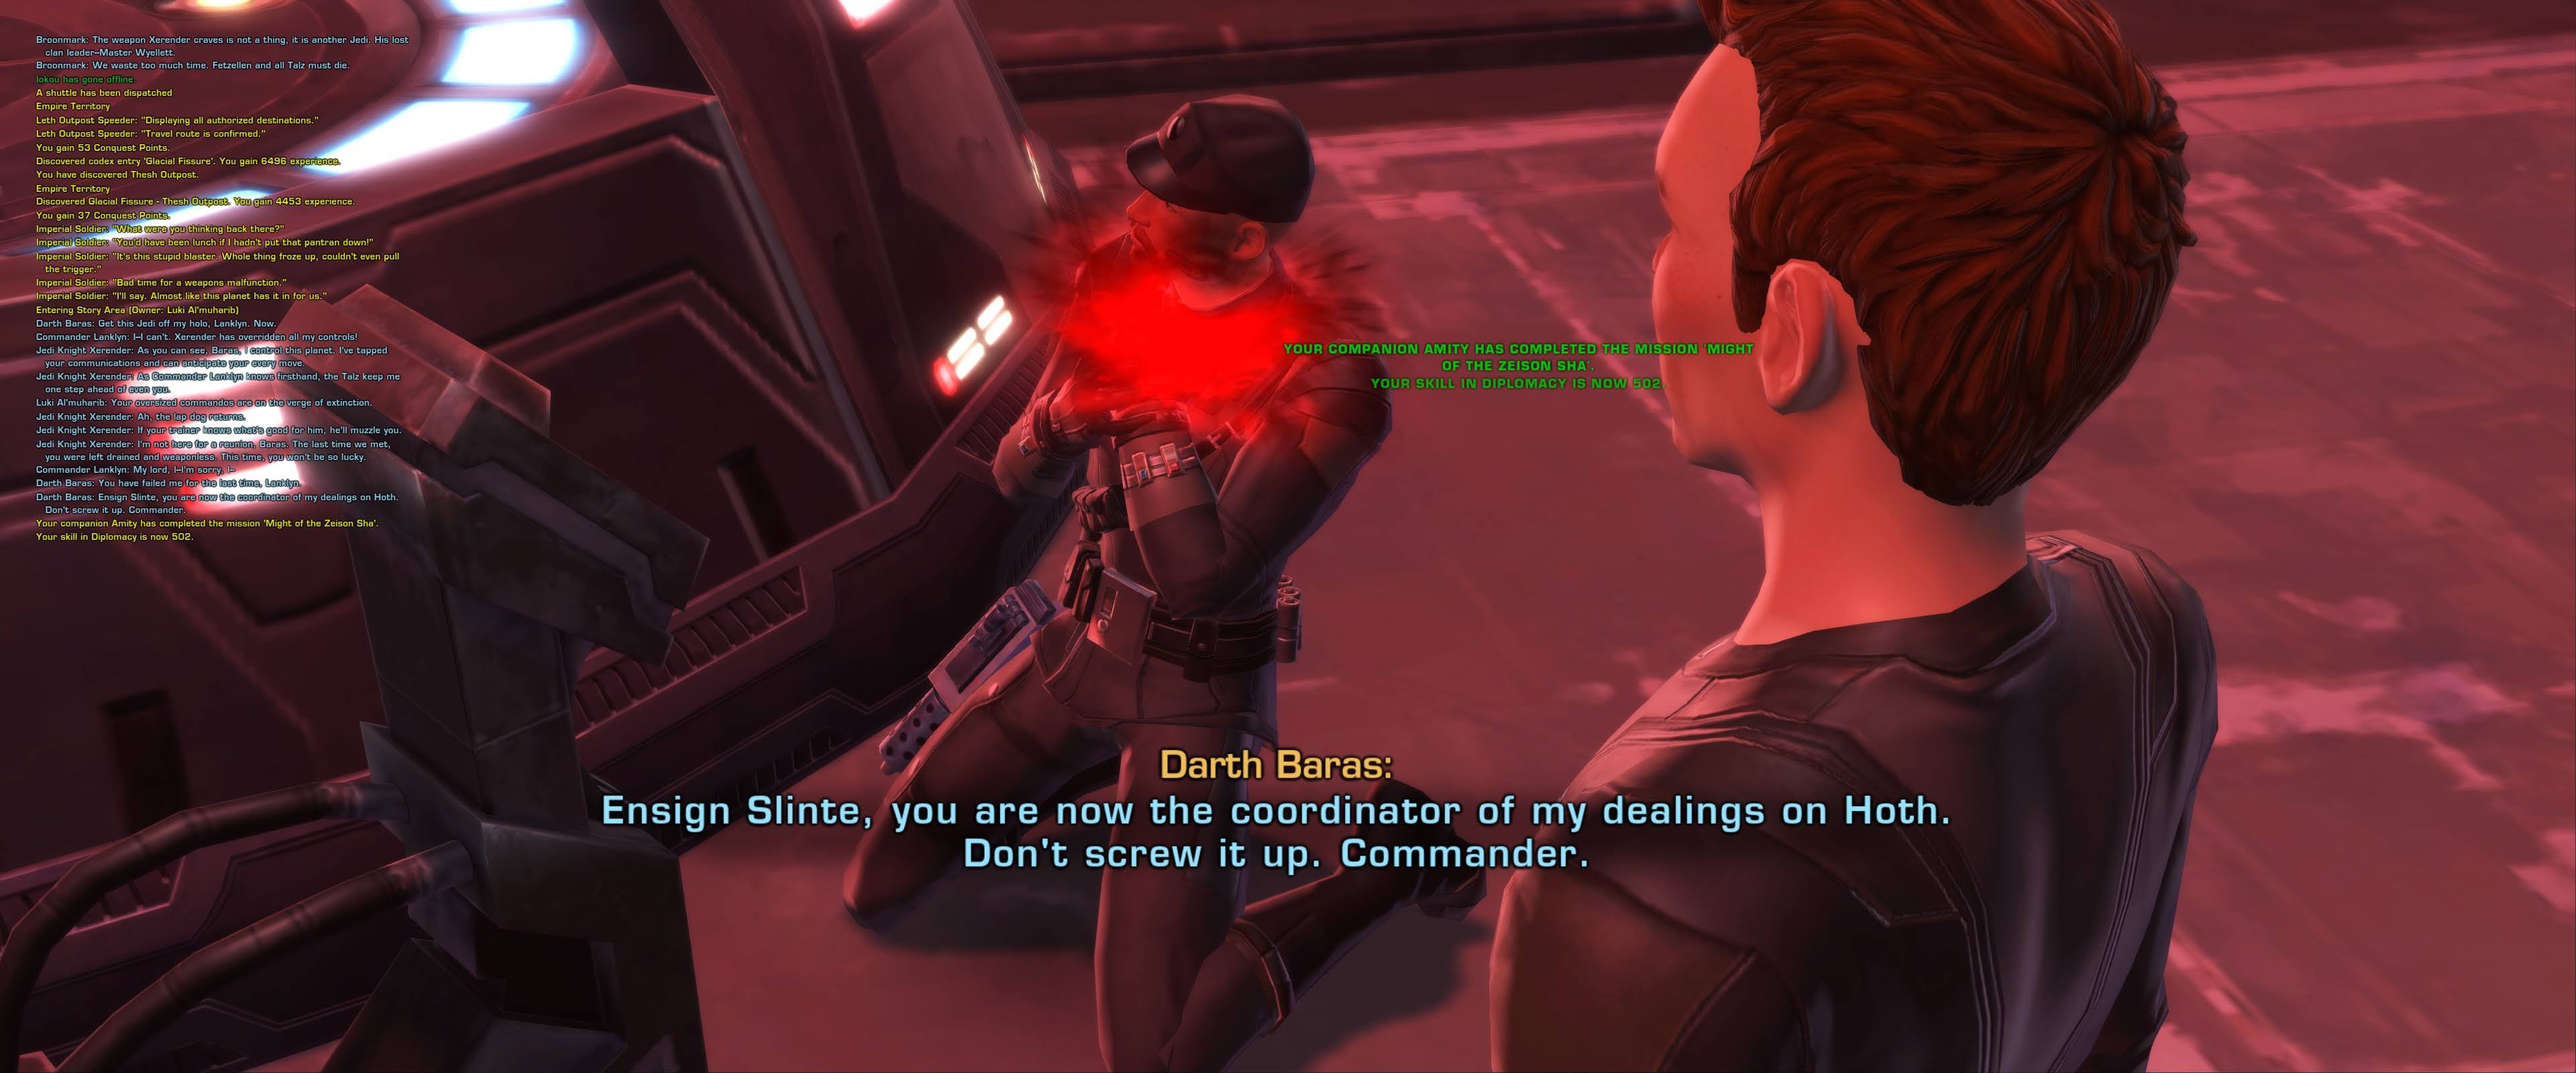 Broonmark: The weapon Xerender craves is not a thing, it is another Jedi. His lost
clan leader—Master Wyellett.
Broonmark: We waste too much time. Fetzellen and all Talz must die.
Iokou has gone offline.
A shuttle has been dispatched
Empire Territory
Leth Outpost Speeder: "Displaying all authorized destinations."
Leth Outpost Speeder: "Travel route is confirmed."
You gain 53 Conquest Points.
Discovered codex entry 'Glacial Fissure'. You gain 6496 experience.
You have discovered Thesh Outpost.
Empire Territory
Discovered Glacial Fissure - Thesh Outpost. You gain 4453 experience.
You gain 37 Conquest Points.
Imperial Soldier: "What were you thinking back there?"
Imperial Soldier: "You'd have been lunch if I hadn't put that pantran down!"
Imperial Soldier: "It's this stupid blaster. Whole thing froze up, couldn't even pull
the trigger."
Imperial Soldier: "Bad time for a weapons malfunction."
Imperial Soldier: "I'll say. Almost like this planet has it in for us."
Entering Story Area (Owner: Luki Al'muharib)
Darth Baras: Get this Jedi off my holo, Lanklyn. Now.
Commander Lanklyn: I—I can't. Xerender has overridden all my controls!
Jedi Knight Xerender: As you can see, Baras, I control this planet. I've tapped
your communications and can anticipate your every move.
Jedi Knight Xerender: As Commander Lanklyn knows firsthand, the Talz keep me
one step ahead of even you.
Luki Al'muharib: Your oversized commandos are on the verge of extinction.
Jedi Knight Xerender: Ah, the lap dog returns.
Jedi Knight Xerender: If your trainer knows what's good for him, he'll muzzle you.
Jedi Knight Xerender: I'm not here for a reunion, Baras. The last time we met,
you were left drained and weaponless. This time, you won't be so lucky.
Commander Lanklyn: My lord, I—I'm sorry, I—
Darth Baras: You have failed me for the last time, Lanklyn.
Darth Baras: Ensign Slinte, you are now the coordinator of my dealings on Hoth.
Don't screw it up. Commander.
Your companion Amity has completed the mission 'Might of the Zeison Sha'.
Your skill in Diplomacy is now 502.
YOUR COMPANION AMITY HAS COMPLETED THE MISSION 'MIGHT
OF THE ZEISON SHA'.
YOUR SKILL IN DIPLOMACY IS NOW 502.
Darth Baras:
Ensign Slinte, you are now the coordinator of my dealings on Hoth.
Don't screw it up. Commander.